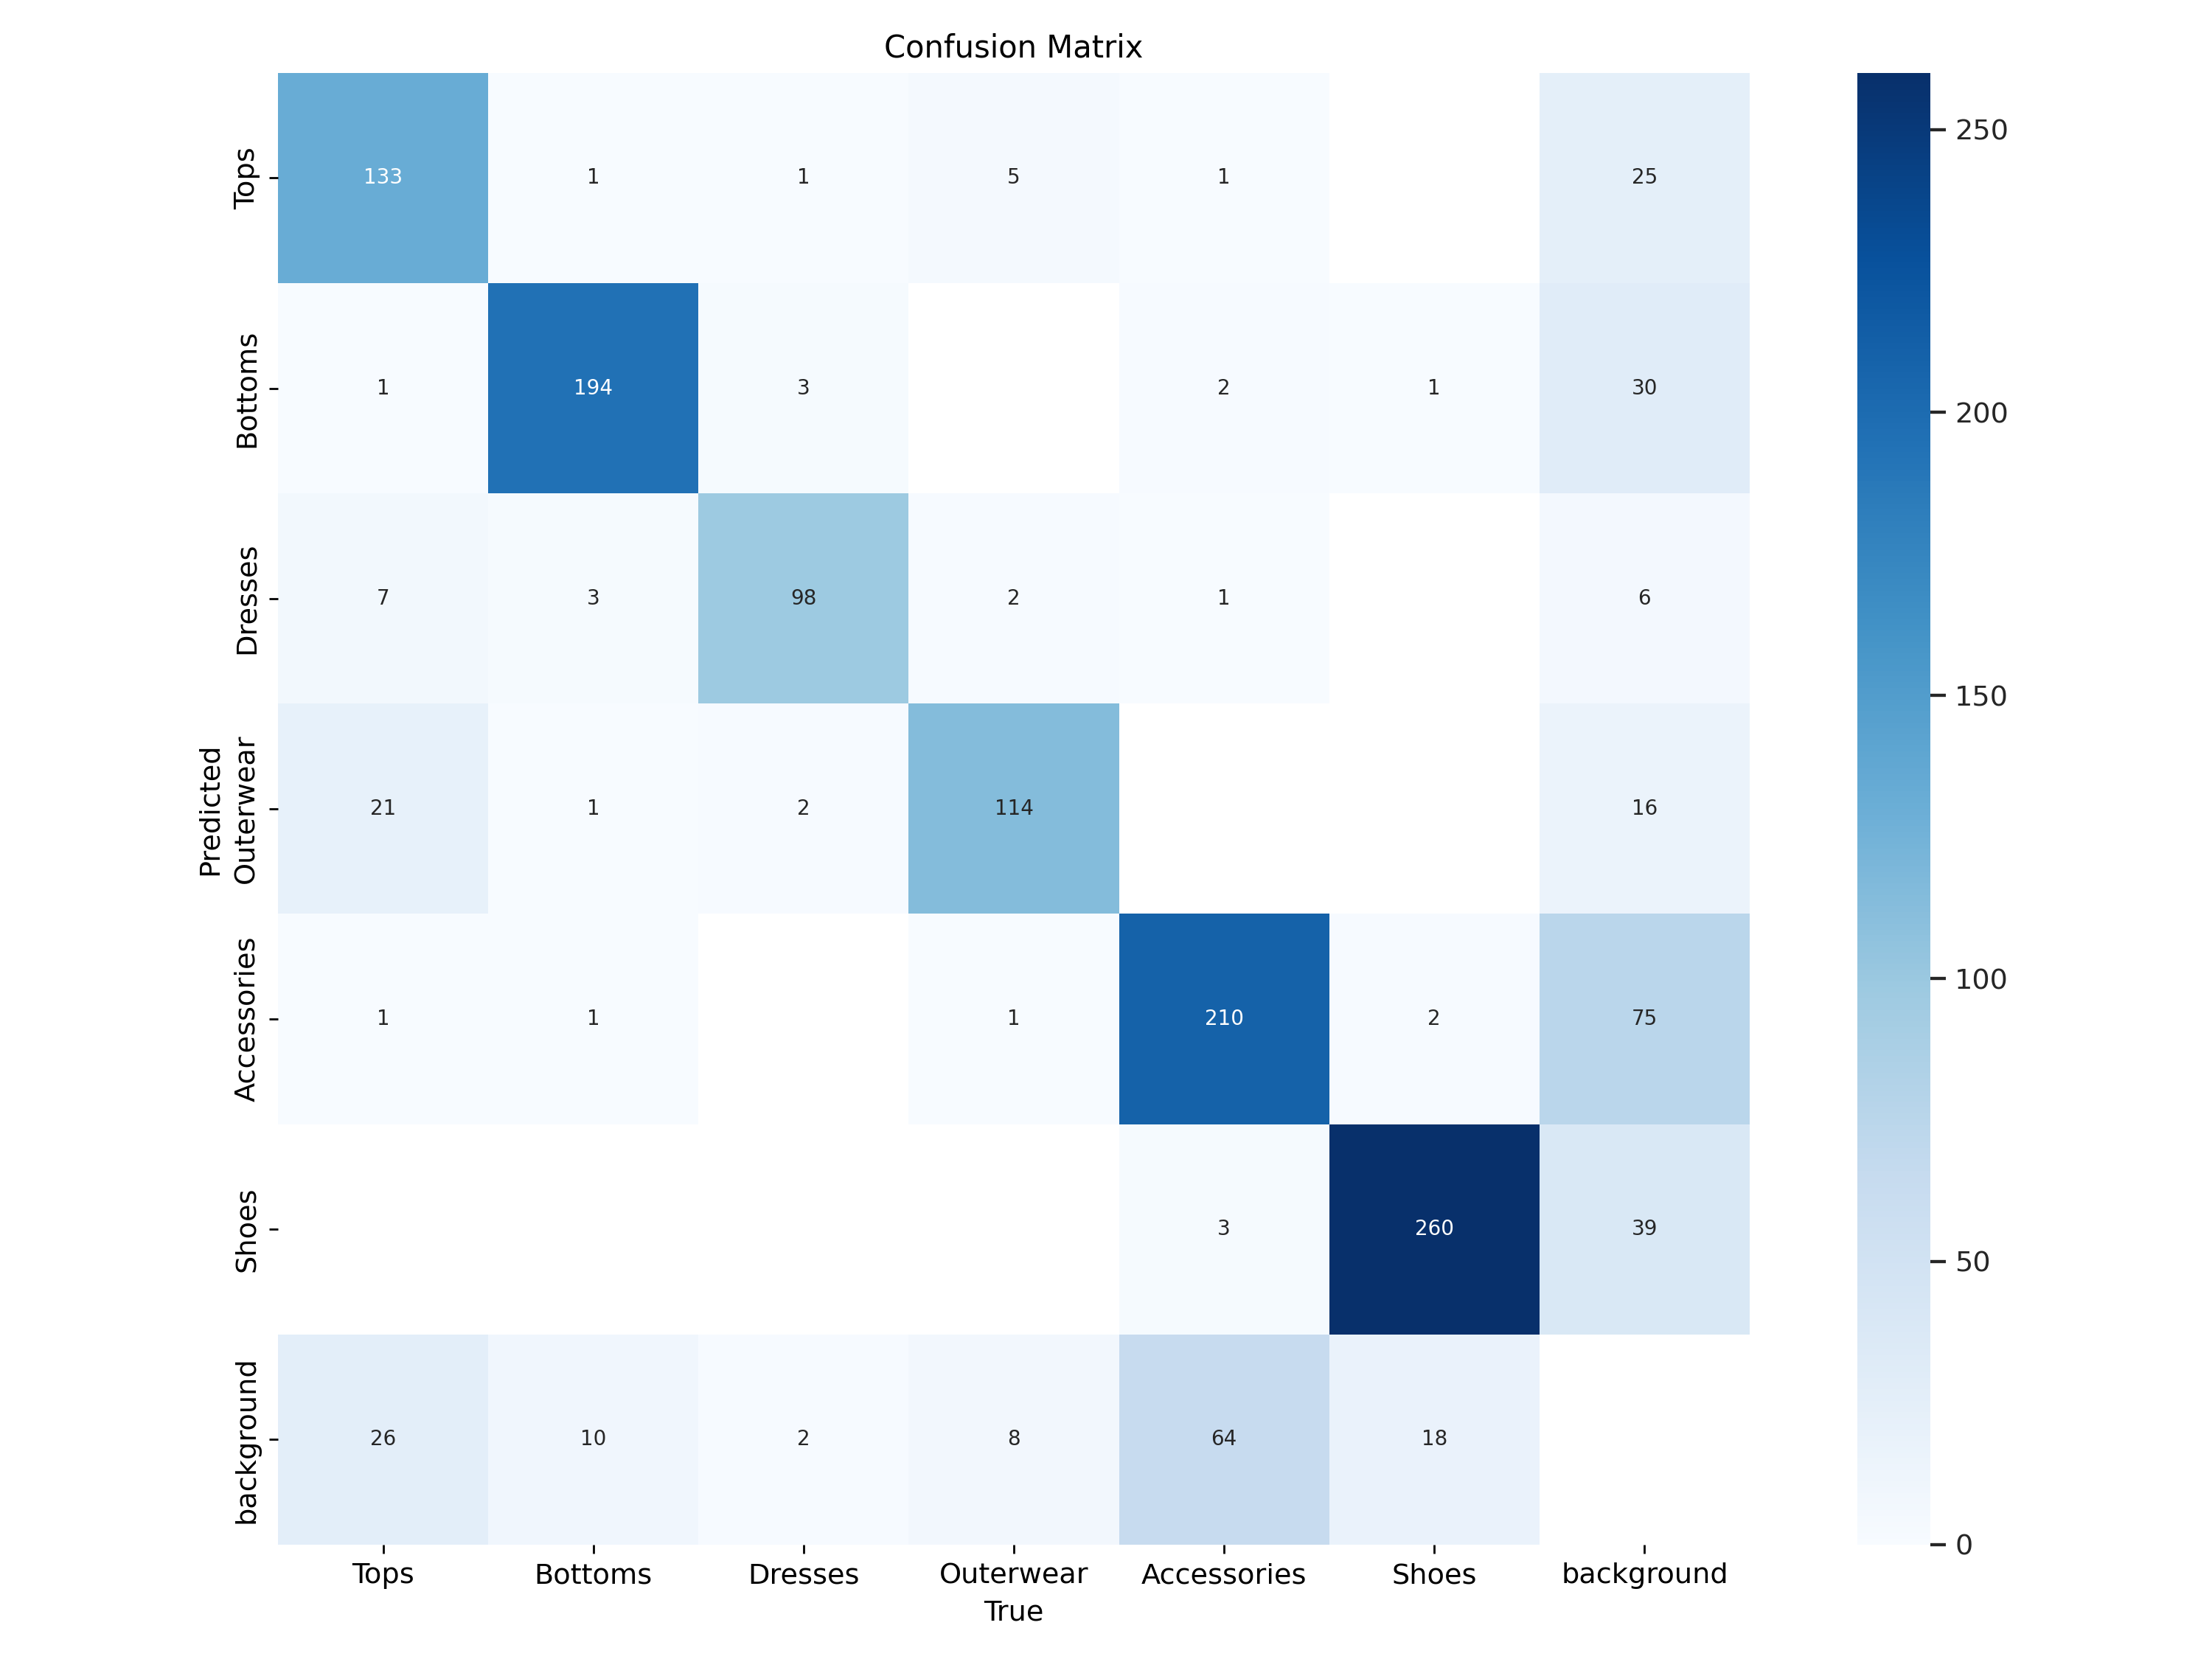 Confusion Matrix
Tops 133 1 1 5 1 25
Bottoms 1 194 3 2 1 30
Dresses 7 3 98 2 1 6
Outerwear 21 1 2 114 16
Accessories 1 1 1 210 2 75
Shoes 3 260 39
background 26 10 2 8 64 18
Predicted
Tops Bottoms Dresses Outerwear Accessories Shoes background
True
250
200
150
100
50
0